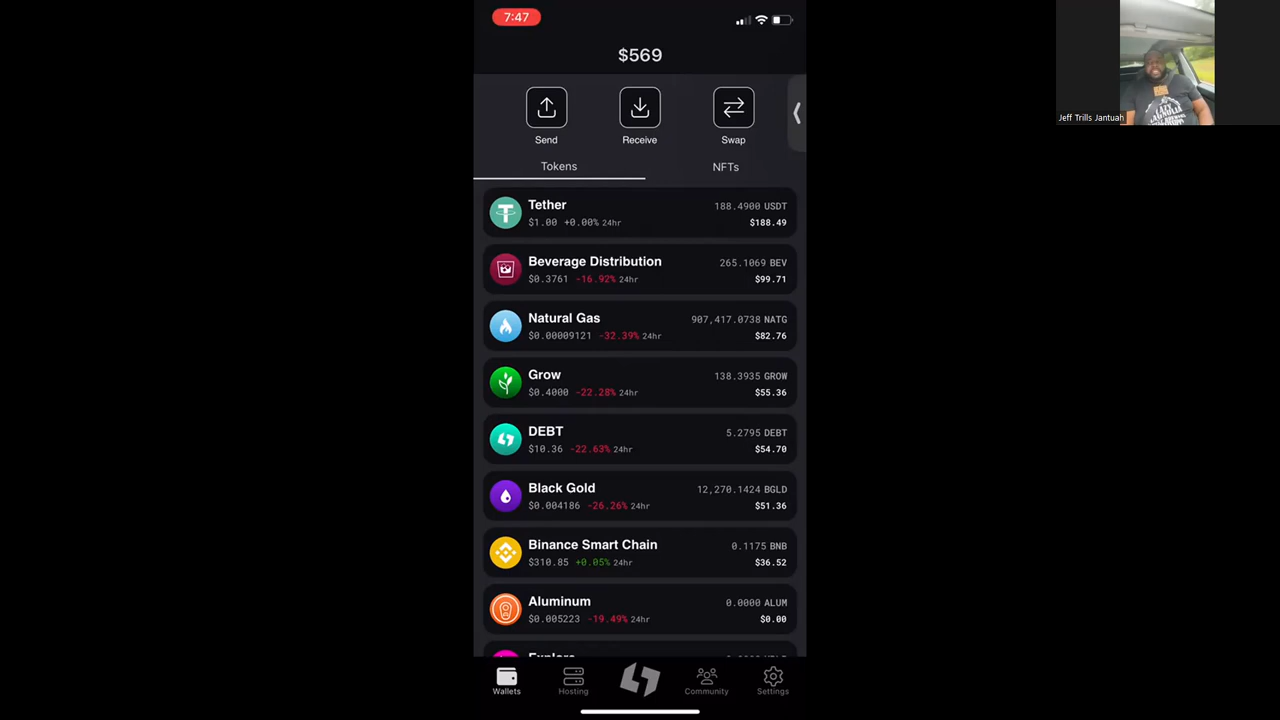 7:47
$569
Send
Receive
Swap
Tokens
NFTs
Tether
188.4900 USDT
$1.00 +0.00% 24hr
$188.49
Beverage Distribution
265.1069 BEV
$0.3761 -16.92% 24hr
$99.71
Natural Gas
907,417.0738 NATG
$0.00009121 -32.39% 24hr
$82.76
Grow
138.3935 GROW
$0.4000 -22.28% 24hr
$55.36
DEBT
5.2795 DEBT
$10.36 -22.63% 24hr
$54.70
Black Gold
12,270.1424 BGLD
$0.004186 -26.26% 24hr
$51.36
Binance Smart Chain
0.1175 BNB
$310.85 +0.05% 24hr
$36.52
Aluminum
0.0000 ALUM
$0.005223 -19.49% 24hr
$0.00
Wallets
Hosting
Community
Settings
Jeff Trills Jantuah